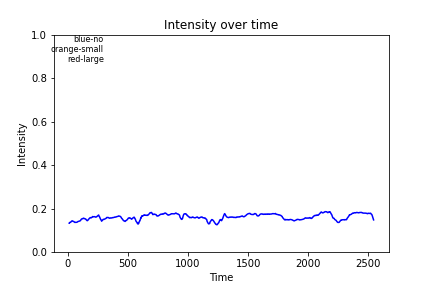 Intensity over time
1.0
blue-no
orange-small
red-large
0.8
0.6
Intensity
0.4
0.2
0.0
0 500 1000 1500 2000 2500
Time